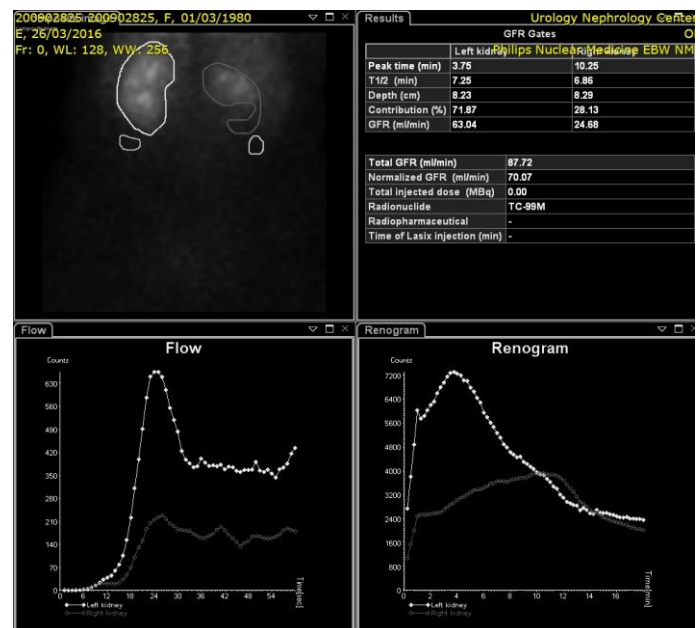 200902825 200902825, F, 01/03/1980
E, 26/03/2016
Fr: 0, WL: 128, WW: 256
Results
Urology Nephrology Center
Philips Nuclear Medicine EBW NM
GFR Gates
Left kidney
Peak time (min) 3.75 10.25
T1/2 (min) 7.25 6.86
Depth (cm) 8.23 8.29
Contribution (%) 71.87 28.13
GFR (ml/min) 63.04 24.68
Total GFR (ml/min) 87.72
Normalized GFR (ml/min) 70.07
Total injected dose (MBq) 0.00
Radionuclide TC-99M
Radiopharmaceutical -
Time of Lasix injection (min) -
Flow
Flow
Counts
630
560
490
420
350
280
210
140
70
0
0 6 12 18 24 30 36 42 48 54
Time[sec]
Left kidney
Right kidney
Renogram
Renogram
Counts
7200
6400
5600
4800
4000
3200
2400
1600
800
0
0 2 4 6 8 10 12 14 16
Time[min]
Left kidney
Right kidney